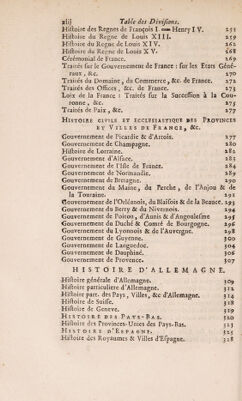 xlij Table des Divisions.
Histoire des Regnes de François I. — Henry IV. 251
Histoire du Regne de Louis XIII. 259
Histoire du Regne de Louis XIV. 262
Histoire du Regne de Louis XV. 268
Cérémonial de France. 269
Traités sur le Gouvernement de France : sur les Etats Géné-
raux, &c. 270
Traités du Domaine, du Commerce, &c. de France. 272
Traités des Offices, &c. de France. 273
Loix de la France : Traités sur la Succession à la Cou-
ronne, &c. 275
Traités de Paix, &c. 277
HISTOIRE CIVILE ET ECCLESIASTIQUE DES PROVINCES
ET VILLES DE FRANCE, &c.
Gouvernement de Picardie & d'Artois. 277
Gouvernement de Champagne. 280
Histoire de Lorraine. 282
Gouvernement d'Alsace. 283
Gouvernement de l'Isle de France. 284
Gouvernement de Normandie. 289
Gouvernement de Bretagne. 290
Gouvernement du Maine, du Perche, de l'Anjou & de
la Touraine. 292
Gouvernement de l'Orléanois, du Blaisois & de la Beauce. 293
Gouvernement du Berry & du Nivernois. 294
Gouvernement de Poitou, d'Aunis & d'Angoulesme 295
Gouvernement du Duché & Comté de Bourgogne. 296
Gouvernement du Lyonnois & de l'Auvergne. 298
Gouvernement de Guyenne. 300
Gouvernement de Languedoc. 304
Gouvernement de Dauphiné. 306
Gouvernement de Provence. 307
HISTOIRE D'ALLEMAGNE.
Histoire générale d'Allemagne. 309
Histoire particuliere d'Allemagne. 312
Histoire part. des Pays, Villes, &c d'Allemagne. 314
Histoire de Suisse. 318
Histoire de Geneve. 319
HISTOIRE DES PAYS-BAS. 320
Histoire des Provinces-Unies des Pays-Bas. 323
HISTOIRE D'ESPAGNE. 325
Histoire des Royaumes & Villes d'Espagne. 328